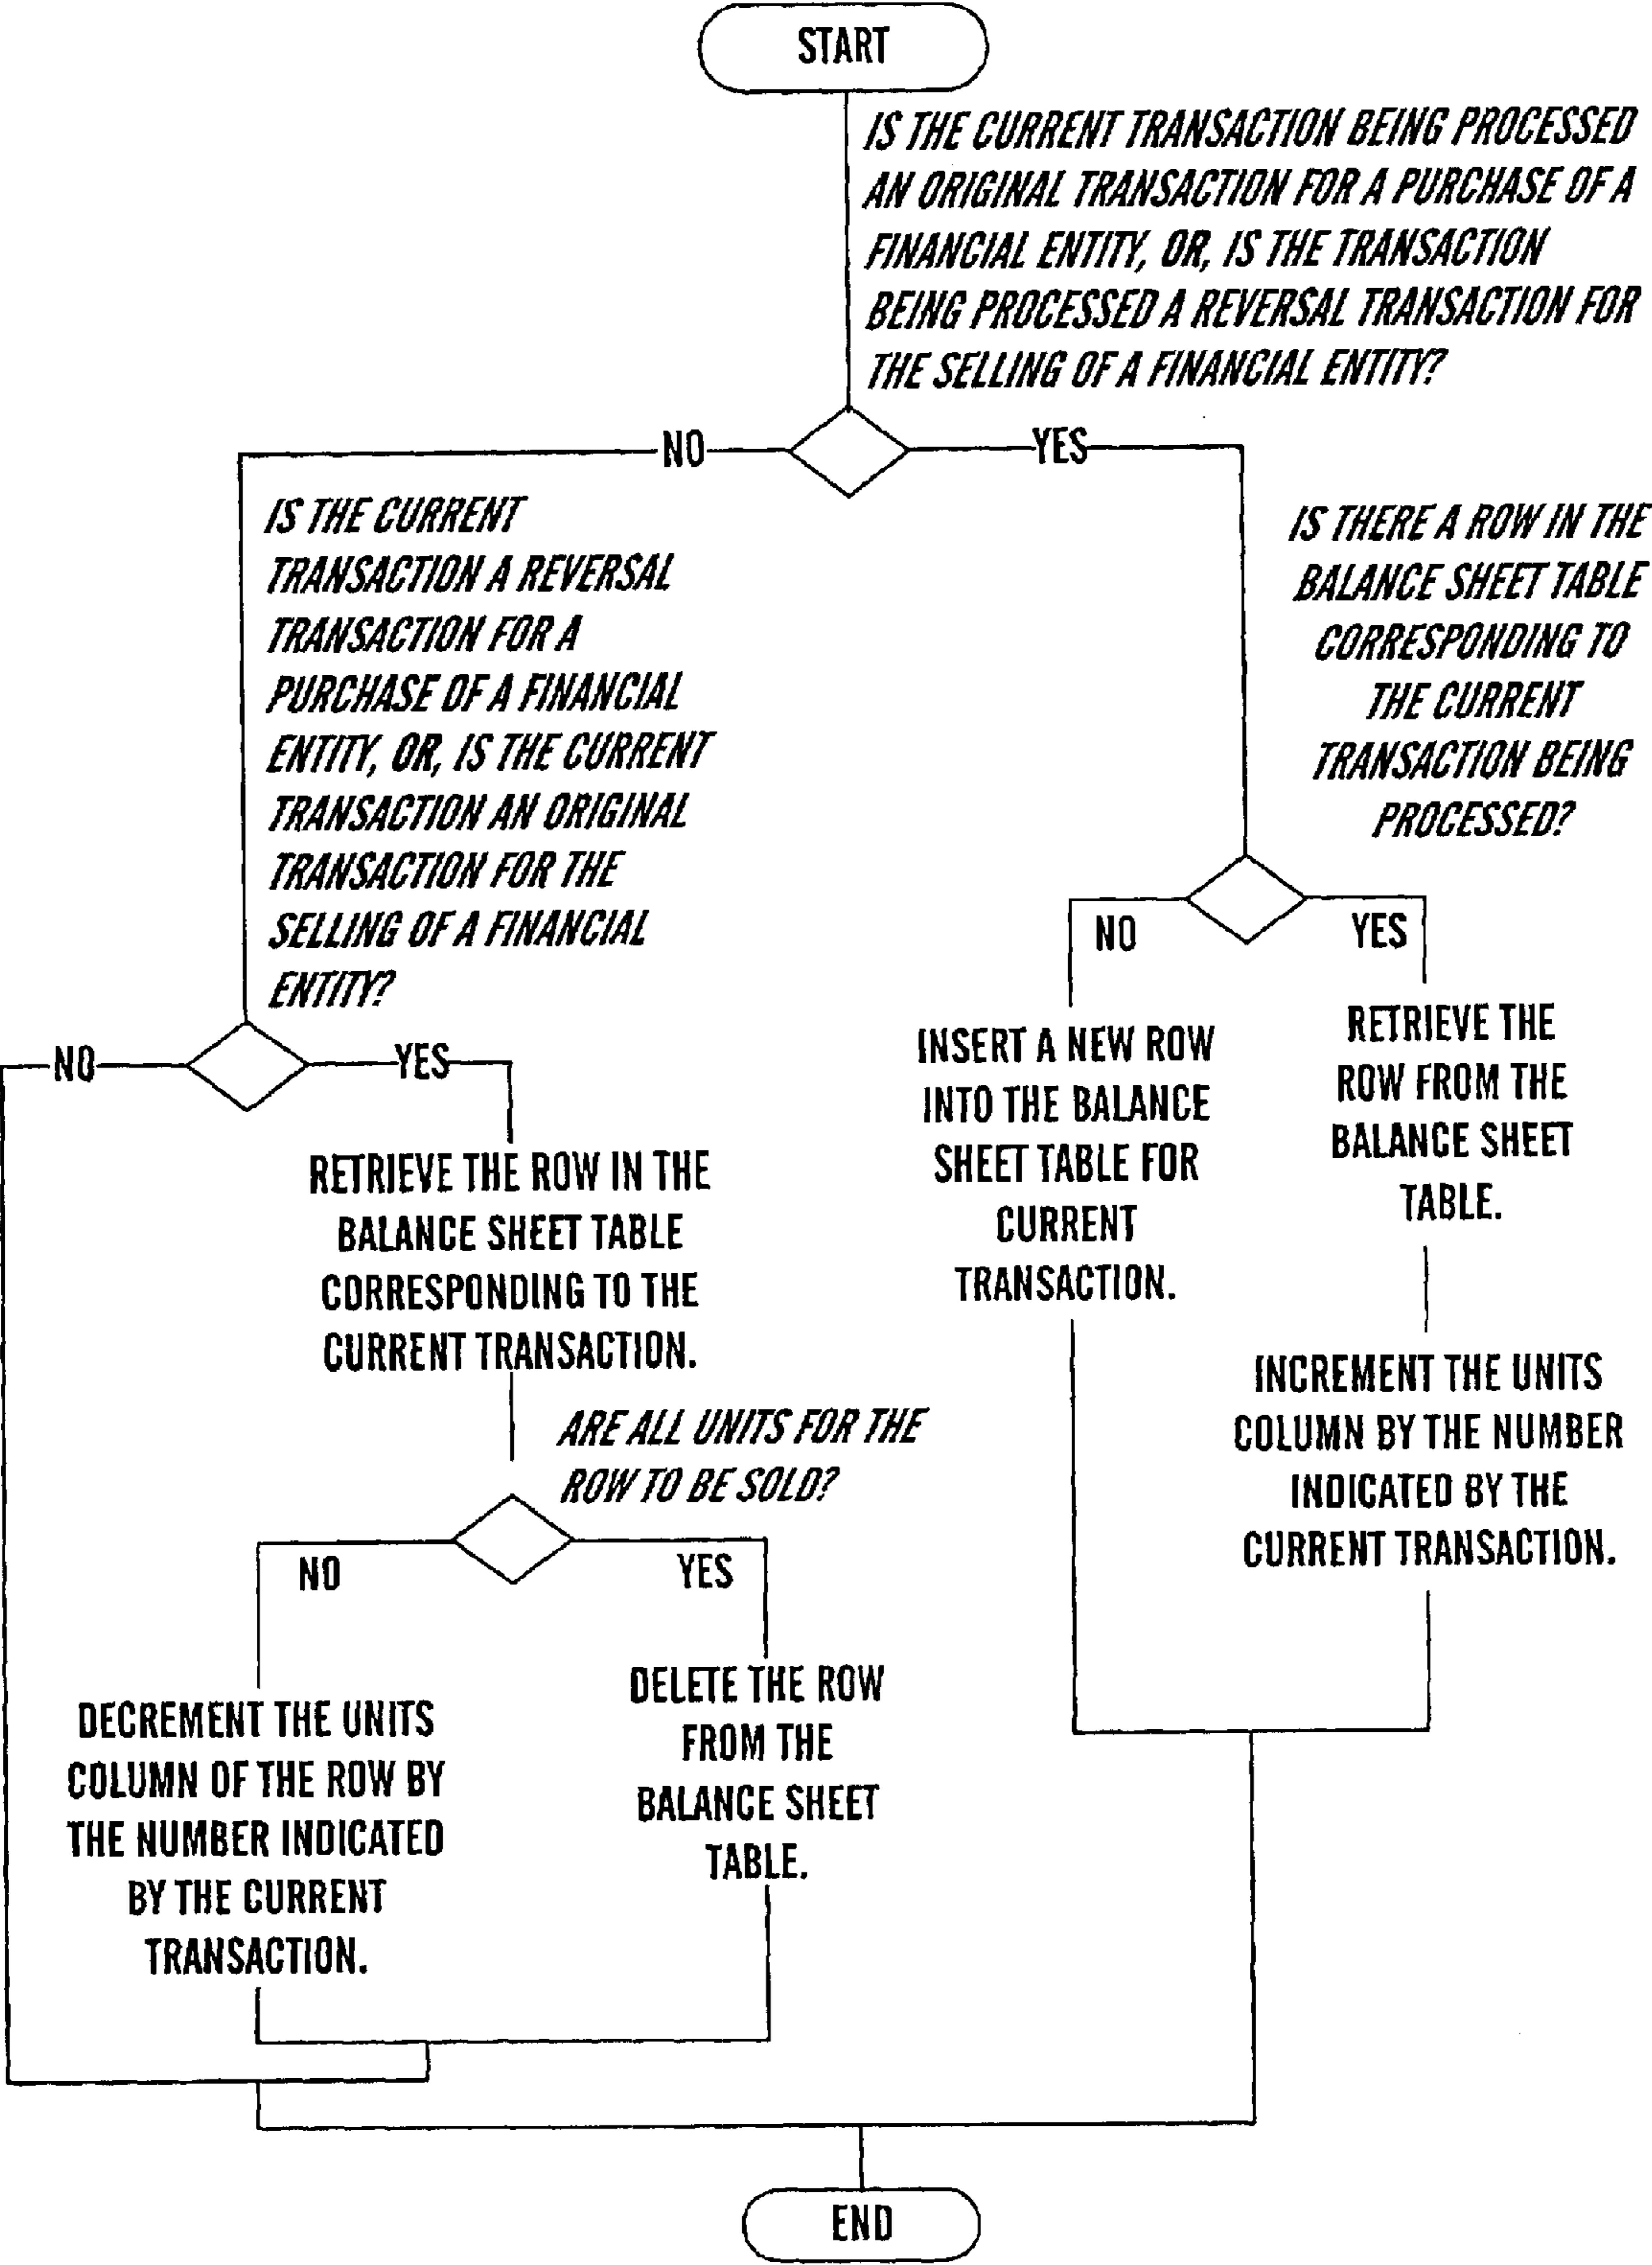 START
IS THE CURRENT TRANSACTION BEING PROCESSED
AN ORIGINAL TRANSACTION FOR A PURCHASE OF A
FINANCIAL ENTITY, OR, IS THE TRANSACTION
BEING PROCESSED A REVERSAL TRANSACTION FOR
THE SELLING OF A FINANCIAL ENTITY?
NO
YES
IS THE CURRENT
TRANSACTION A REVERSAL
TRANSACTION FOR A
PURCHASE OF A FINANCIAL
ENTITY, OR, IS THE CURRENT
TRANSACTION AN ORIGINAL
TRANSACTION FOR THE
SELLING OF A FINANCIAL
ENTITY?
IS THERE A ROW IN THE
BALANCE SHEET TABLE
CORRESPONDING TO
THE CURRENT
TRANSACTION BEING
PROCESSED?
NO
YES
INSERT A NEW ROW
INTO THE BALANCE
SHEET TABLE FOR
CURRENT
TRANSACTION.
RETRIEVE THE
ROW FROM THE
BALANCE SHEET
TABLE.
INCREMENT THE UNITS
COLUMN BY THE NUMBER
INDICATED BY THE
CURRENT TRANSACTION.
NO
YES
RETRIEVE THE ROW IN THE
BALANCE SHEET TABLE
CORRESPONDING TO THE
CURRENT TRANSACTION.
ARE ALL UNITS FOR THE
ROW TO BE SOLD?
NO
YES
DECREMENT THE UNITS
COLUMN OF THE ROW BY
THE NUMBER INDICATED
BY THE CURRENT
TRANSACTION.
DELETE THE ROW
FROM THE
BALANCE SHEET
TABLE.
END